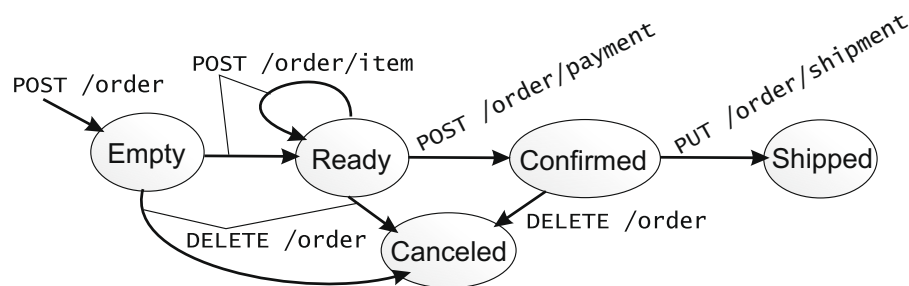 POST /order
POST /order/item
POST /order/payment
PUT /order/shipment
Empty
Ready
Confirmed
Shipped
DELETE /order
DELETE /order
Canceled